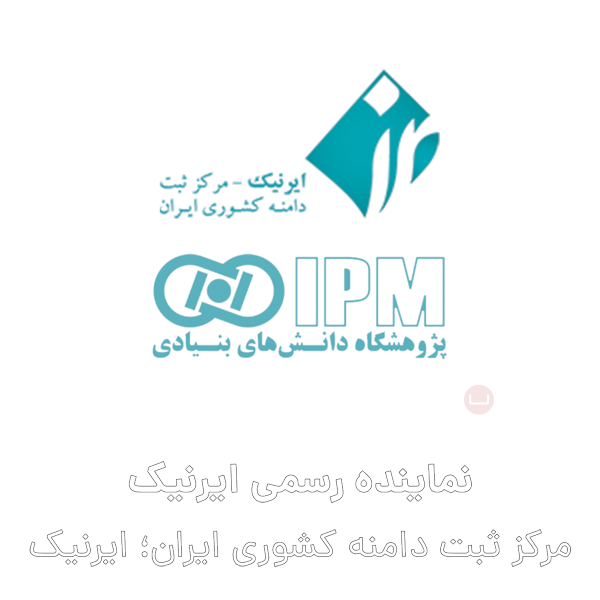 ایرنیک - مرکز ثبت
دامنه کشوری ایران
IPM
پژوهشگاه دانش‌های بنیادی
نماینده رسمی ایرنیک
مرکز ثبت دامنه کشوری ایران؛ ایرنیک